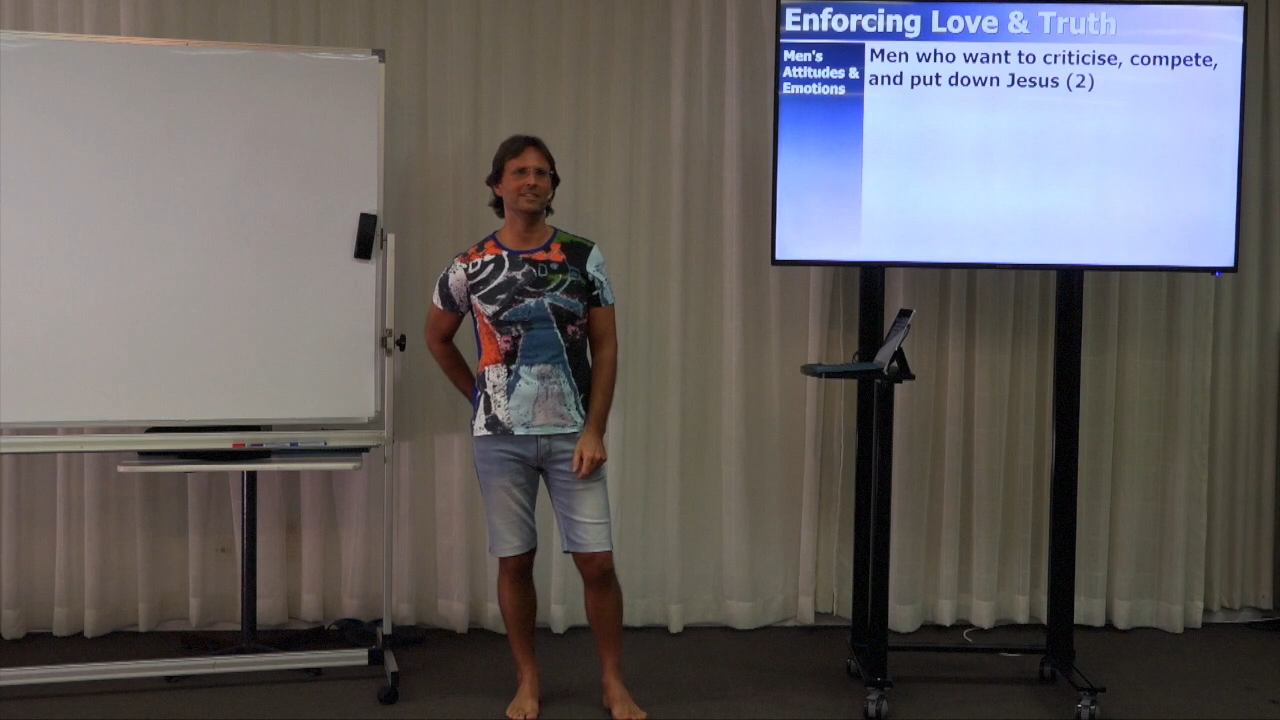 Enforcing Love & Truth
Men's
Attitudes &
Emotions
Men who want to criticise, compete,
and put down Jesus (2)